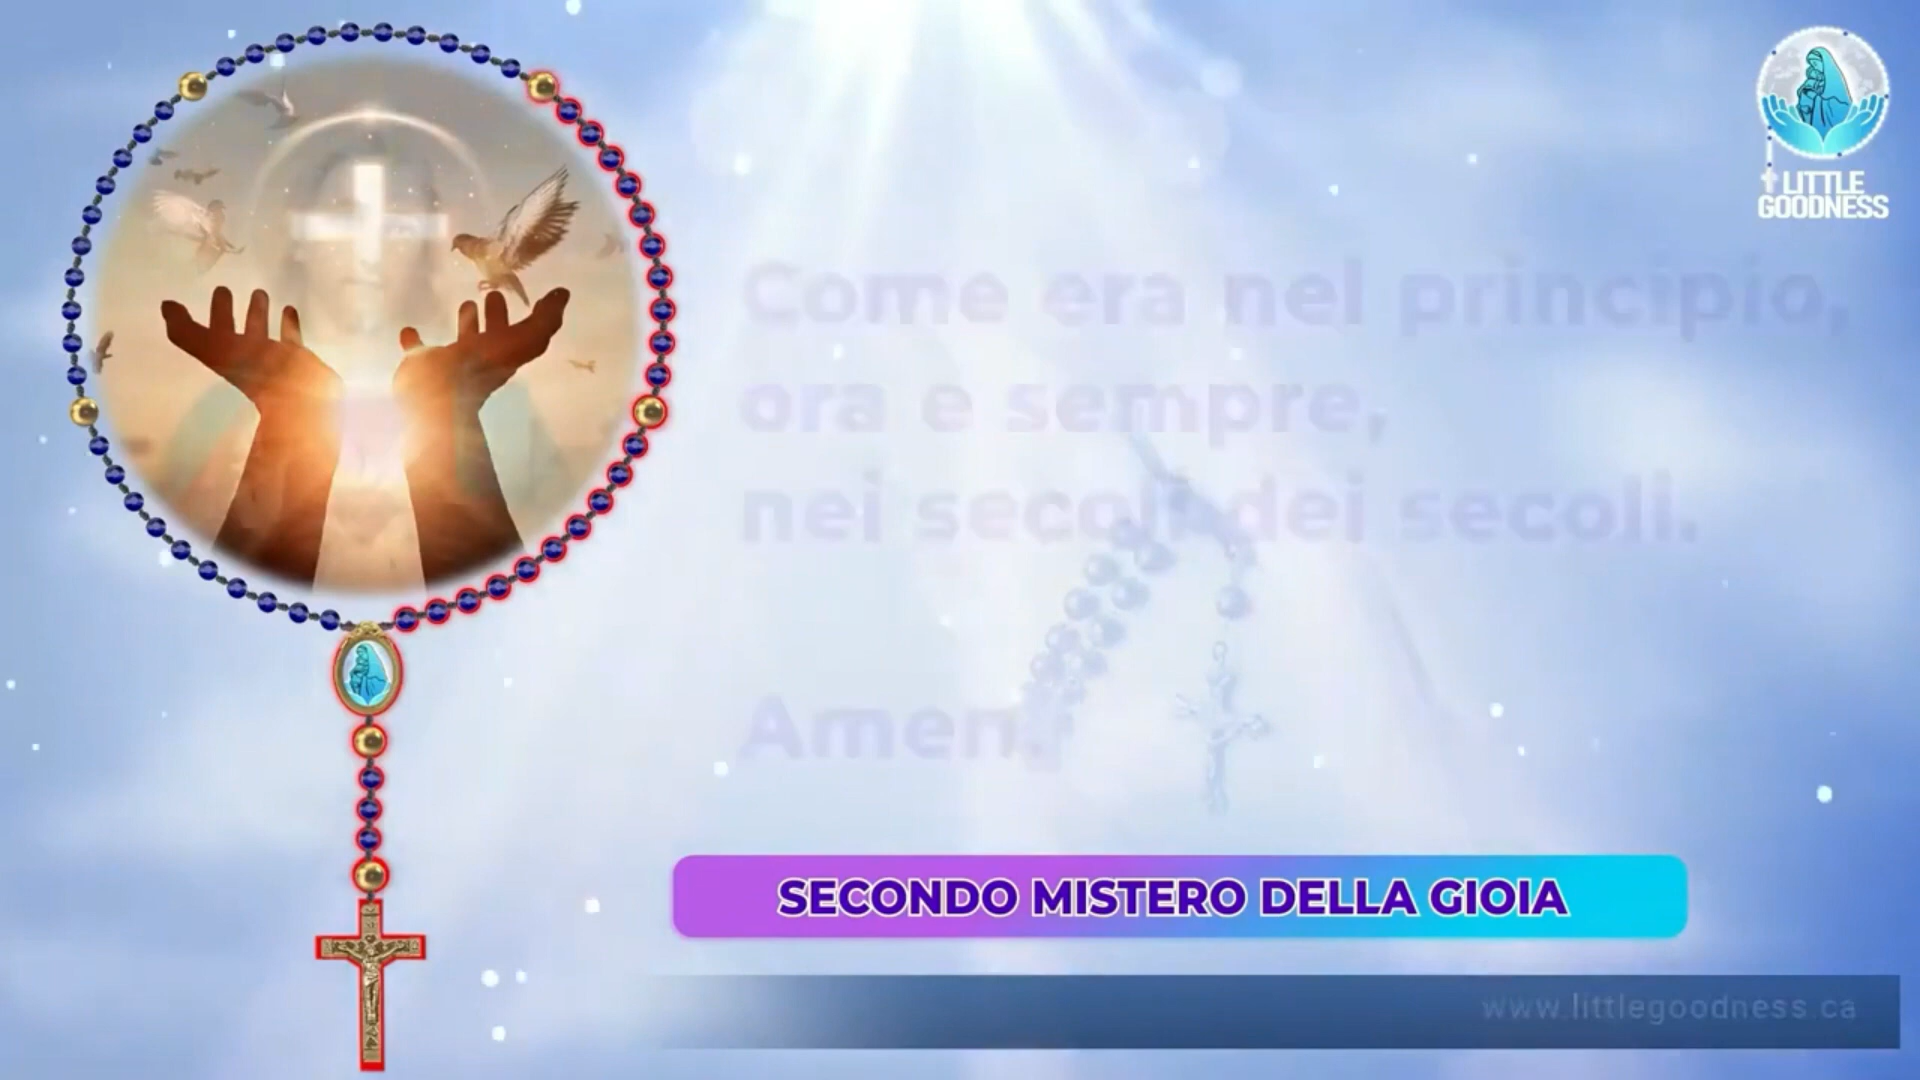 LITTLE
GOODNESS
Come era nel principio,
ora e sempre,
nei secoli dei secoli.
Amen.
SECONDO MISTERO DELLA GIOIA
www.littlegoodness.ca